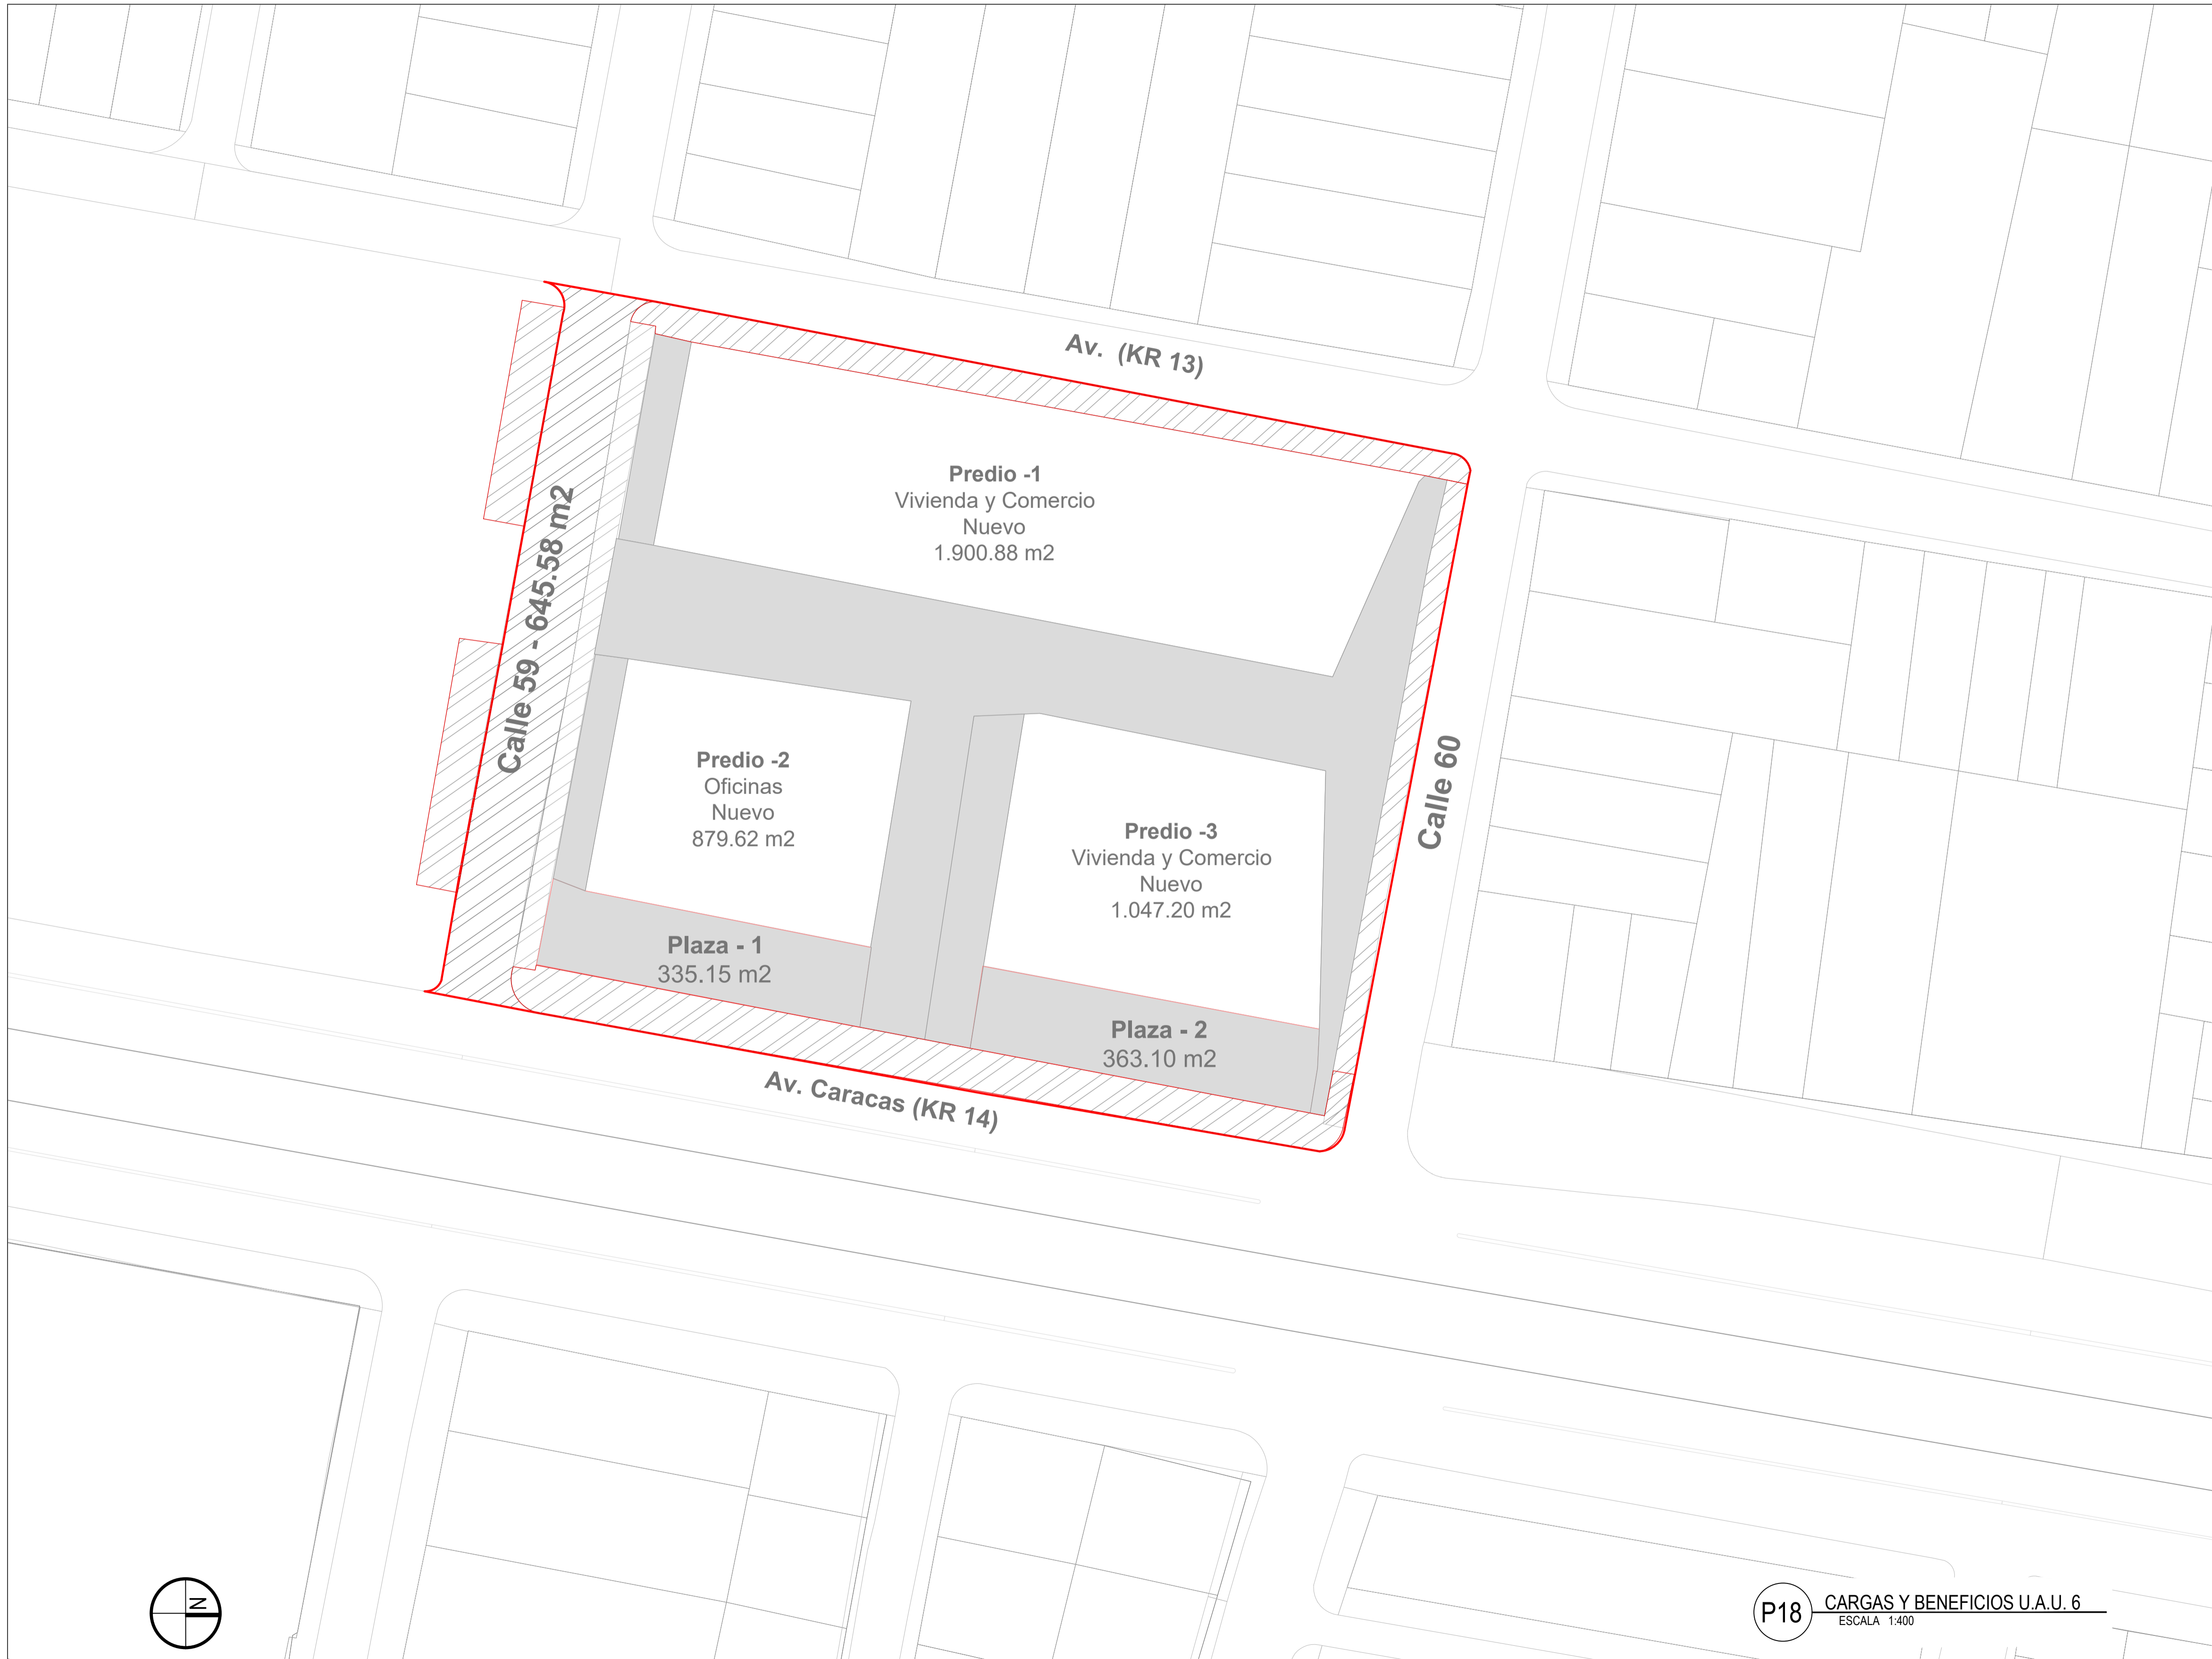 Av. (KR 13)
Predio -1
Vivienda y Comercio
Nuevo
1.900.88 m2
Calle 59 - 645.58 m2
Predio -2
Oficinas
Nuevo
879.62 m2
Predio -3
Vivienda y Comercio
Nuevo
1.047.20 m2
Calle 60
Plaza - 1
335.15 m2
Plaza - 2
363.10 m2
Av. Caracas (KR 14)
N
P18
CARGAS Y BENEFICIOS U.A.U. 6
ESCALA 1:400